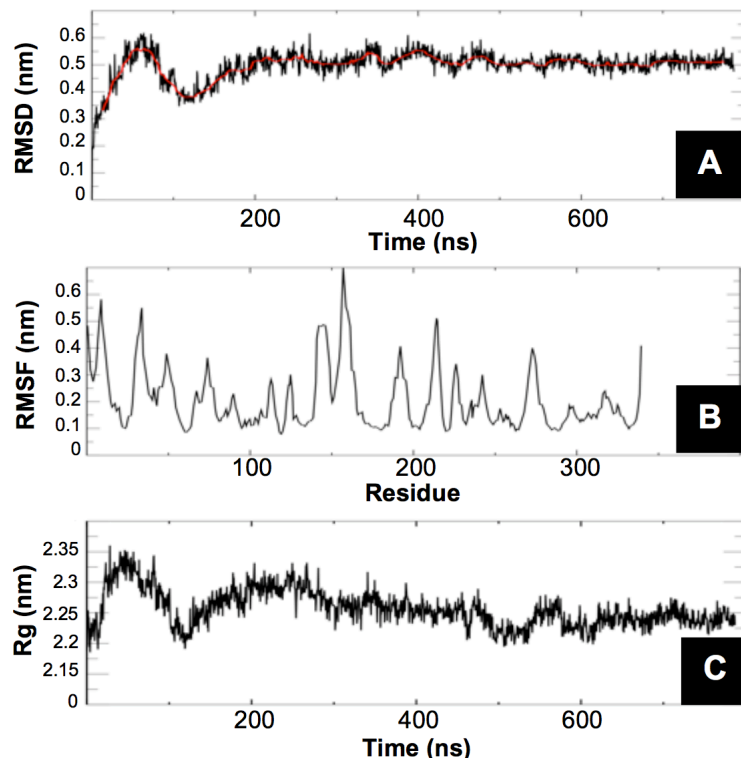 0.6
0.5
0.4
0.3
0.2
0.1
0
RMSD (nm)
A
200 400 600
Time (ns)
0.6
0.5
0.4
0.3
0.2
0.1
0
RMSF (nm)
B
100 200 300
Residue
2.35
2.3
2.25
2.2
2.15
0
Rg (nm)
C
200 400 600
Time (ns)